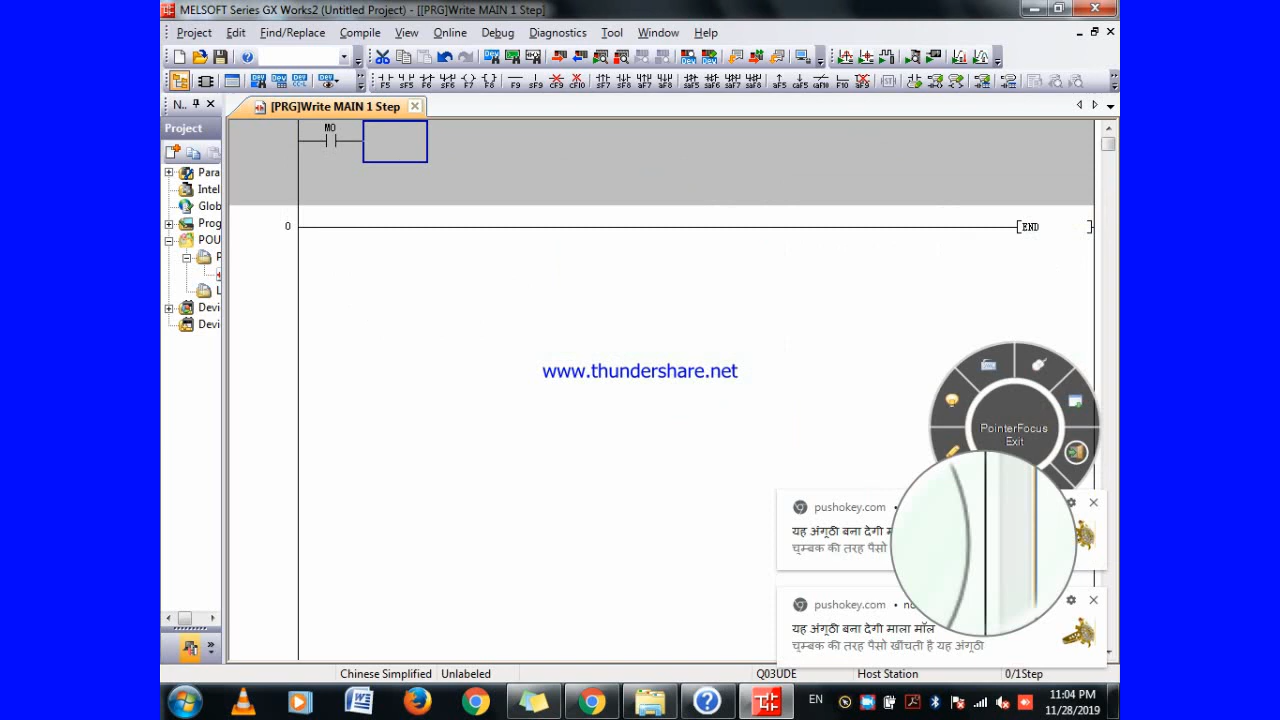 MELSOFT Series GX Works2 (Untitled Project) - [[PRG]Write MAIN 1 Step]
Project Edit Find/Replace Compile View Online Debug Diagnostics Tool Window Help
N..
[PRG]Write MAIN 1 Step
Project
Para
Intel
Glob
Prog
POU
P
L
Devi
Devi
M0
0
END
www.thundershare.net
PointerFocus
Exit
pushokey.com •
यह अंगूठी बना देगी
चुम्बक की तरह पैसो
pushokey.com •
यह अंगूठी बना देगी माला मॉल
चुम्बक की तरह पैसो खींचती है यह अंगूठी
Chinese Simplified Unlabeled Q03UDE Host Station 0/1Step
EN
11:04 PM
11/28/2019